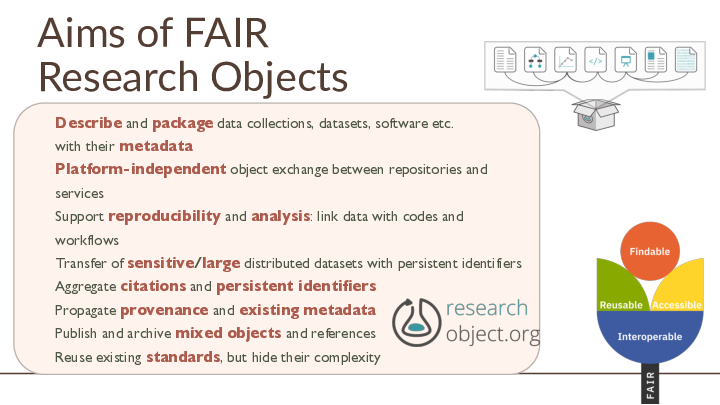 Aims of FAIR
Research Objects
Describe and package data collections, datasets, software etc.
with their metadata
Platform-independent object exchange between repositories and
services
Support reproducibility and analysis: link data with codes and
workflows
Transfer of sensitive/large distributed datasets with persistent identifiers
Aggregate citations and persistent identifiers
Propagate provenance and existing metadata
Publish and archive mixed objects and references
Reuse existing standards, but hide their complexity
research
object.org
</>
Findable
Reusable
Accessible
Interoperable
FAIR